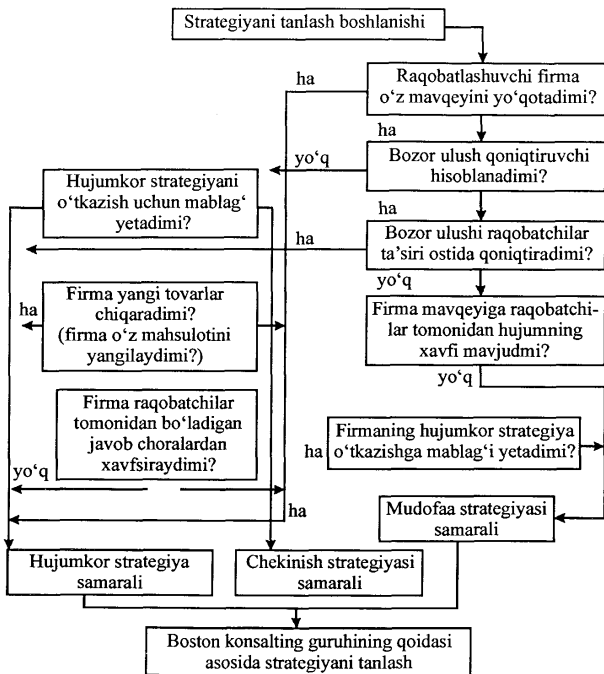 Strategiyani tanlash boshlanishi
ha
Raqobatlashuvchi firma
o‘z mavqeyini yo‘qotadimi?
ha
yo‘q
Bozor ulush qoniqtiruvchi
hisoblanadimi?
Hujumkor strategiyani
o‘tkazish uchun mablag‘
yetadimi?
ha
ha
Bozor ulushi raqobatchilar
ta’siri ostida qoniqtiradimi?
yo‘q
ha
Firma yangi tovarlar
chiqaradimi?
(firma o‘z mahsulotini
yangilaydimi?)
Firma mavqeyiga raqobatchi-
lar tomonidan hujumning
xavfi mavjudmi?
yo‘q
Firma raqobatchilar
tomonidan bo‘ladigan
javob choralardan
xavfsiraydimi?
ha
Firmaning hujumkor strategiya
o‘tkazishga mablag‘i yetadimi?
yo‘q
ha
Mudofaa strategiyasi
samarali
Hujumkor strategiya
samarali
Chekinish strategiyasi
samarali
Boston konsalting guruhining qoidasi
asosida strategiyani tanlash